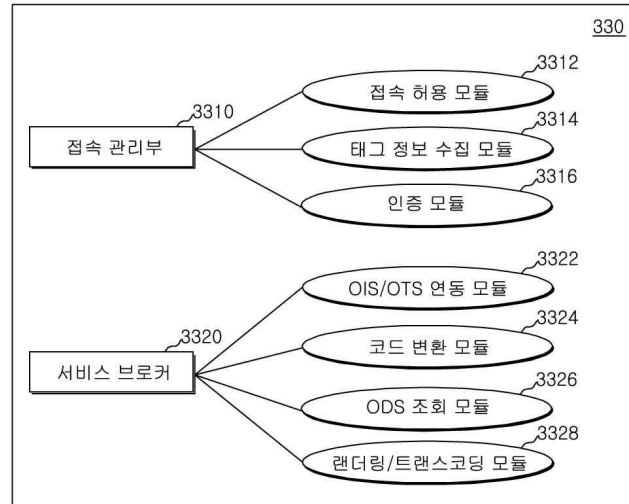 330
3312
접속 허용 모듈
3310
3314
접속 관리부
태그 정보 수집 모듈
3316
인증 모듈
3322
OIS/OTS 연동 모듈
3320
3324
서비스 브로커
코드 변환 모듈
3326
ODS 조회 모듈
3328
랜더링/트랜스코딩 모듈